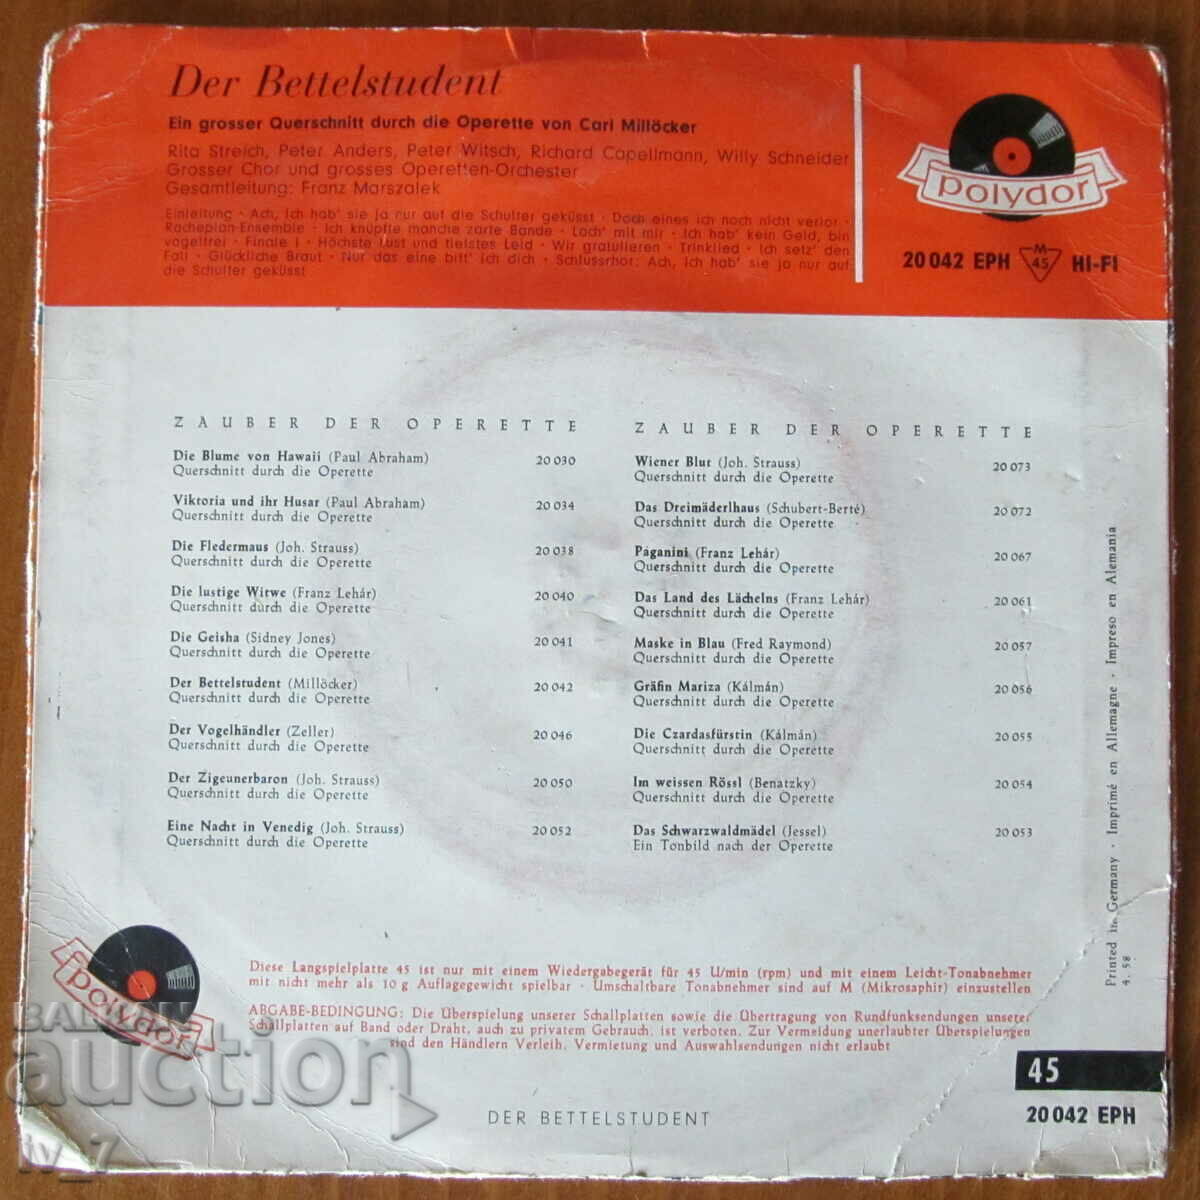 Der Bettelstudent
Ein grosser Querschnitt durch die Operette von Carl Millöcker
Rita Streich, Peter Anders, Peter Witsch, Richard Capellmann, Willy Schneider
Grosser Chor und grosses Operetten-Orchester
Gesamtleitung: Franz Marszalek
Einleitung · Ach, ich hab' sie ja nur auf die Schulter geküsst · Doch eines ich noch nicht verlor ·
Racheplan-Ensemble · Ich knüpfte manche zarte Bande · Lach' mit mir · Ich hab' kein Geld, bin
vogelfrei · Finale I · Höchste Lust und tiefstes Leid · Wir gratulieren · Trinklied · Ich setz' den
Fall · Glückliche Braut · Nur das eine bitt' ich dich · Schlusschor: Ach, ich hab' sie ja nur auf
die Schulter geküsst
polydor
20 042 EPH M 45 HI-FI
ZAUBER DER OPERETTE
Die Blume von Hawaii (Paul Abraham) 20 030
Querschnitt durch die Operette
Viktoria und ihr Husar (Paul Abraham) 20 034
Querschnitt durch die Operette
Die Fledermaus (Joh. Strauss) 20 038
Querschnitt durch die Operette
Die lustige Witwe (Franz Lehár) 20 040
Querschnitt durch die Operette
Die Geisha (Sidney Jones) 20 041
Querschnitt durch die Operette
Der Bettelstudent (Millöcker) 20 042
Querschnitt durch die Operette
Der Vogelhändler (Zeller) 20 046
Querschnitt durch die Operette
Der Zigeunerbaron (Joh. Strauss) 20 050
Querschnitt durch die Operette
Eine Nacht in Venedig (Joh. Strauss) 20 052
Querschnitt durch die Operette
ZAUBER DER OPERETTE
Wiener Blut (Joh. Strauss) 20 073
Querschnitt durch die Operette
Das Dreimäderlhaus (Schubert-Berté) 20 072
Querschnitt durch die Operette
Paganini (Franz Lehár) 20 067
Querschnitt durch die Operette
Das Land des Lächelns (Franz Lehár) 20 061
Querschnitt durch die Operette
Maske in Blau (Fred Raymond) 20 057
Querschnitt durch die Operette
Gräfin Mariza (Kálmán) 20 056
Querschnitt durch die Operette
Die Czardasfürstin (Kálmán) 20 055
Querschnitt durch die Operette
Im weissen Rössl (Benatzky) 20 054
Querschnitt durch die Operette
Das Schwarzwaldmädel (Jessel) 20 053
Ein Tonbild nach der Operette
Printed in Germany · Imprimé en Allemagne · Impreso en Alemania
4. 58
polydor
Diese Langspielplatte 45 ist nur mit einem Wiedergabegerät für 45 U/min (rpm) und mit einem Leicht-Tonabnehmer
mit nicht mehr als 10 g Auflagegewicht spielbar · Umschaltbare Tonabnehmer sind auf M (Mikrosaphir) einzustellen
ABGABE-BEDINGUNG: Die Überspielung unserer Schallplatten sowie die Übertragung von Rundfunksendungen unserer
Schallplatten auf Band oder Draht, auch zu privatem Gebrauch, ist verboten. Zur Vermeidung unerlaubter Überspielungen
sind den Händlern Verleih, Vermietung und Auswahlsendungen nicht erlaubt
BALKAN
auction
iv_7
DER BETTELSTUDENT
45
20 042 EPH